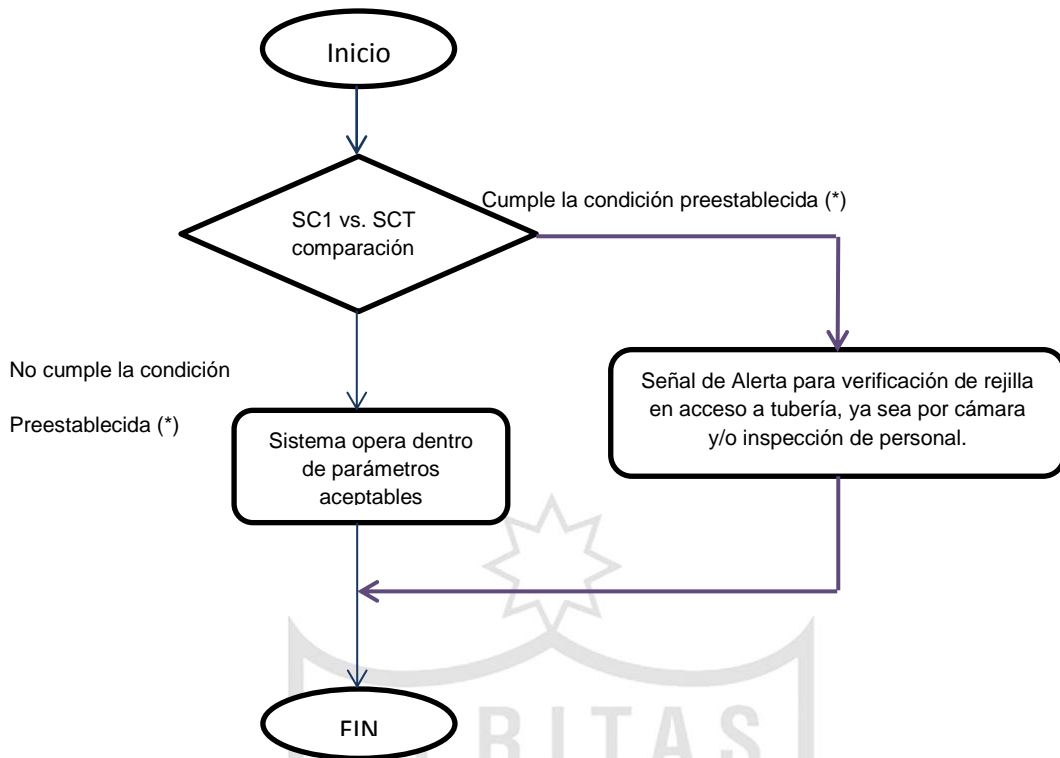 Inicio
SC1 vs. SCT
comparación
Cumple la condición preestablecida (*)
No cumple la condición
Preestablecida (*)
Señal de Alerta para verificación de rejilla
en acceso a tubería, ya sea por cámara
y/o inspección de personal.
Sistema opera dentro
de parámetros
aceptables
FIN